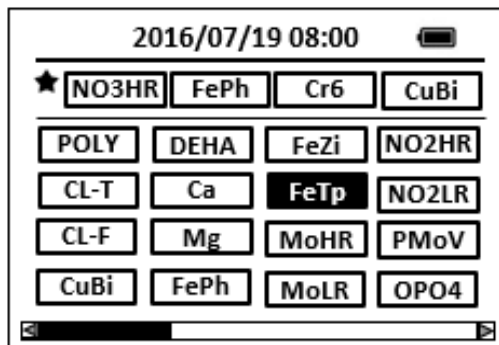 2016/07/19 08:00
NO3HR FePh Cr6 CuBi
POLY DEHA FeZi NO2HR
CL-T Ca FeTp NO2LR
CL-F Mg MoHR PMoV
CuBi FePh MoLR OPO4